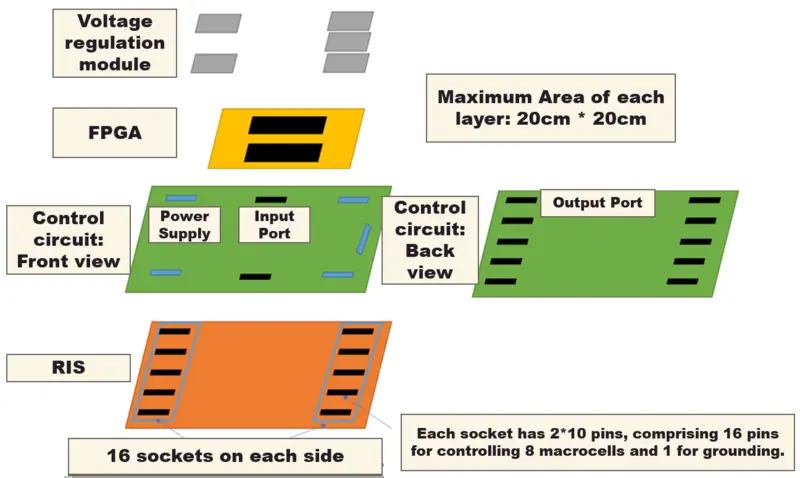 Voltage
regulation
module
Maximum Area of each
layer: 20cm * 20cm
FPGA
Control
circuit:
Front view
Power
Supply
Input
Port
Control
circuit:
Back
view
Output Port
RIS
16 sockets on each side
Each socket has 2*10 pins, comprising 16 pins
for controlling 8 macrocells and 1 for grounding.